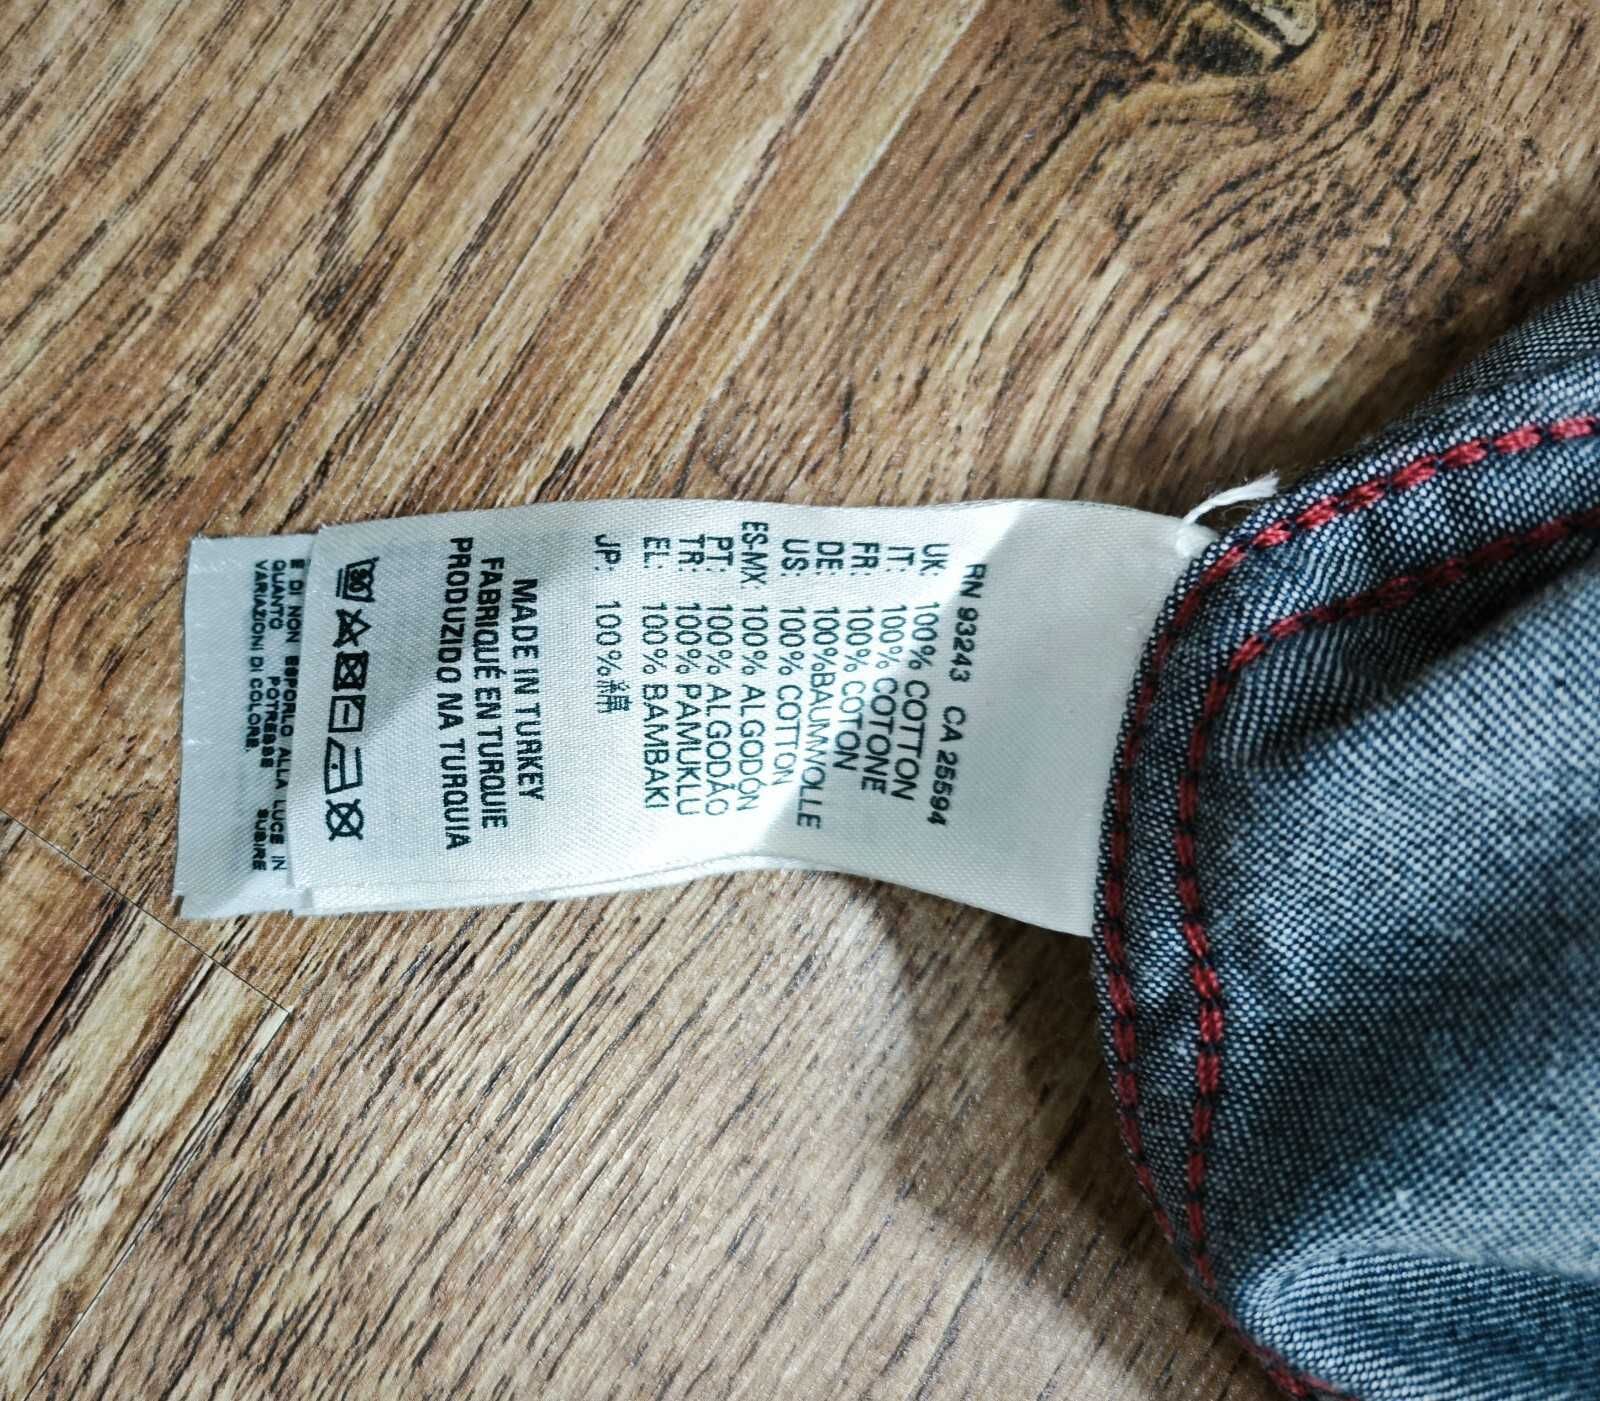 RN 93243 CA 25594
UK: 100% COTTON
IT: 100% COTONE
FR: 100% COTON
DE: 100%BAUMWOLLE
US: 100% COTTON
ES-MX: 100% ALGODÓN
PT: 100% ALGODÃO
TR: 100% PAMUKLU
EL: 100% BAMBAKI
JP: 100%綿
MADE IN TURKEY
FABRIQUÉ EN TURQUIE
PRODUZIDO NA TURQUIA
E DI NON ESPORLO ALLA LUCE IN
QUANTO POTREBBE SUBIRE
VARIAZIONI DI COLORE.